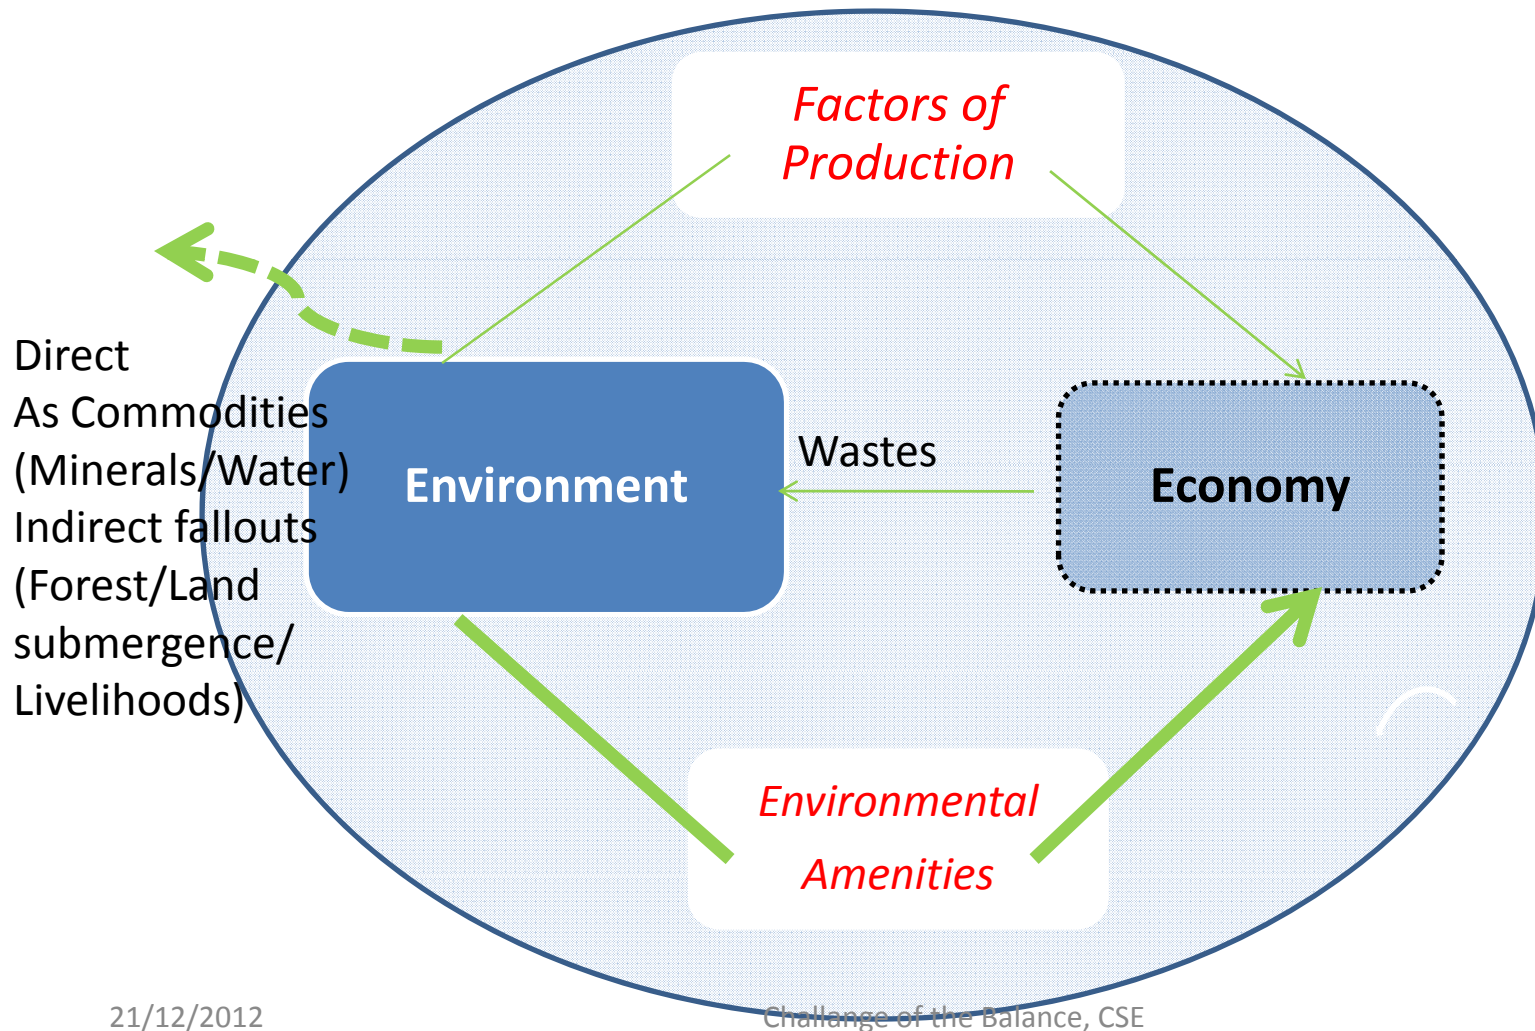 Factors of
Production
Direct
As Commodities
(Minerals/Water)
Indirect fallouts
(Forest/Land
submergence/
Livelihoods)
Environment
Wastes
Economy
Environmental
Amenities
21/12/2012
Challange of the Balance, CSE